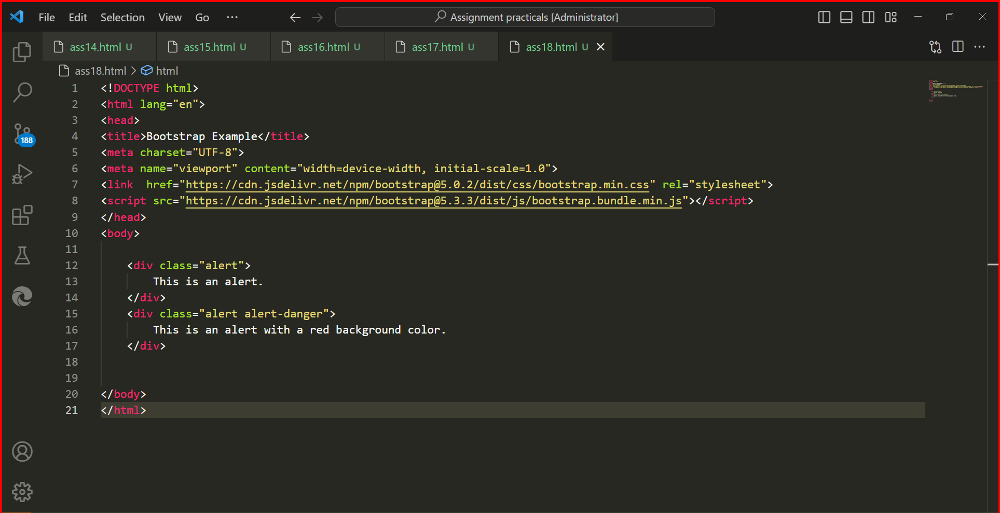 File Edit Selection View Go ··· Assignment practicals [Administrator]
ass14.html U ass15.html U ass16.html U ass17.html U ass18.html U
ass18.html > html
1 <!DOCTYPE html>
2 <html lang="en">
3 <head>
4 <title>Bootstrap Example</title>
5 <meta charset="UTF-8">
6 <meta name="viewport" content="width=device-width, initial-scale=1.0">
7 <link  href="https://cdn.jsdelivr.net/npm/bootstrap@5.0.2/dist/css/bootstrap.min.css" rel="stylesheet">
8 <script src="https://cdn.jsdelivr.net/npm/bootstrap@5.3.3/dist/js/bootstrap.bundle.min.js"></script>
9 </head>
10 <body>
11
12     <div class="alert">
13         This is an alert.
14     </div>
15     <div class="alert alert-danger">
16         This is an alert with a red background color.
17     </div>
18
19
20 </body>
21 </html>
188